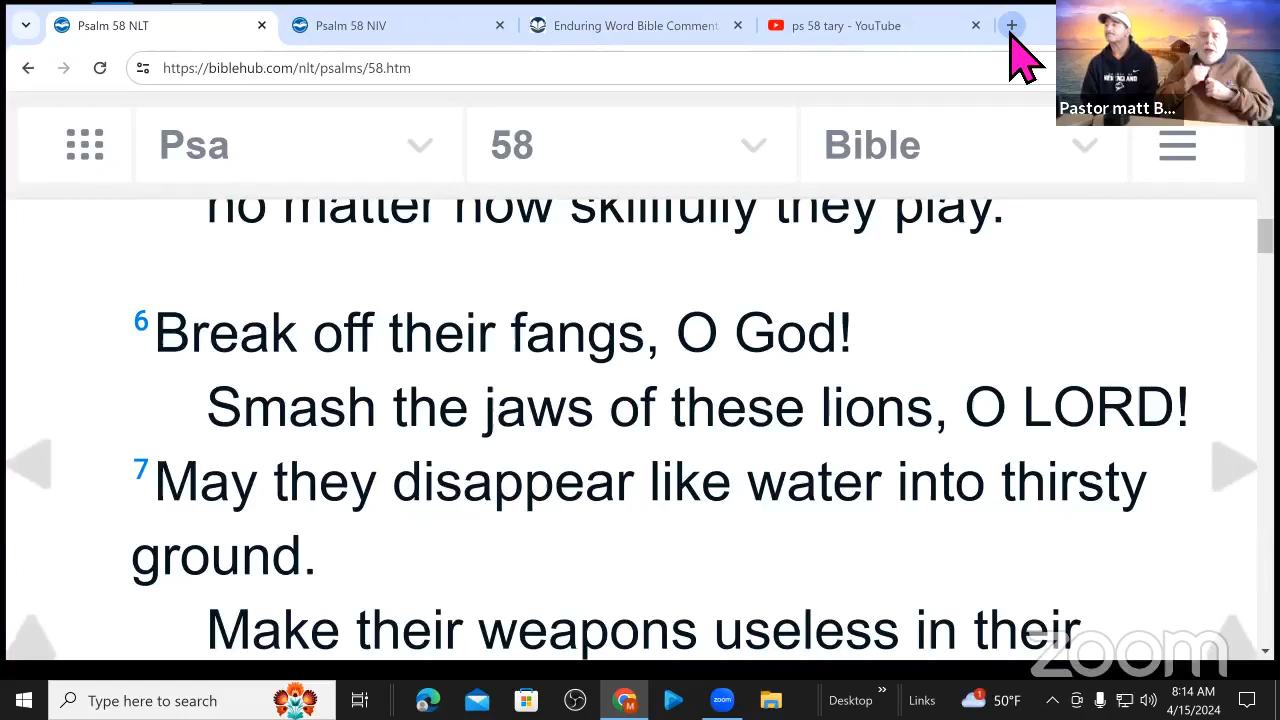 Psalm 58 NLT
Psalm 58 NIV
Enduring Word Bible Comment
ps 58 tary - YouTube
https://biblehub.com/nlt/psalms/58.htm
Pastor matt B...
Psa
58
Bible
no matter how skillfully they play.
6 Break off their fangs, O God!
Smash the jaws of these lions, O LORD!
7 May they disappear like water into thirsty
ground.
Make their weapons useless in their
zoom
Type here to search
Desktop
Links
1
50°F
8:14 AM
4/15/2024